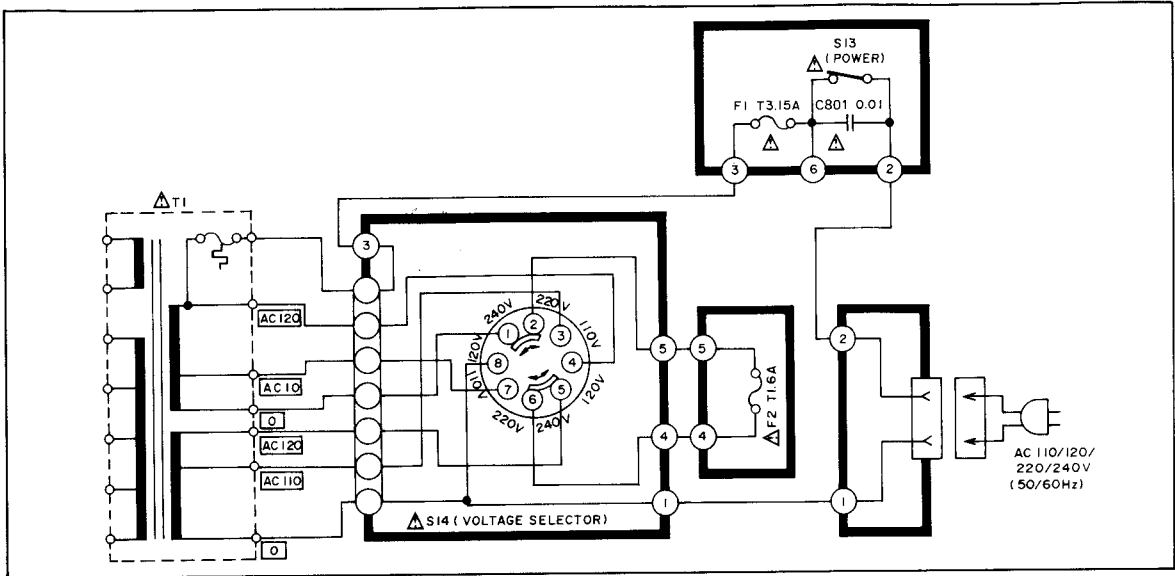 S13
(POWER)
F1 T3.15A C801 0.01
3 6 2
T1
3
AC120
AC10
0
AC120
AC110
0
240V 220V 110V 120V
120V 110V 220V 240V
1 2 3 4 5 6 7 8
5
4
1
S14 (VOLTAGE SELECTOR)
5
4
F2 T1.6A
2
1
AC 110/120/
220/240V
(50/60Hz)